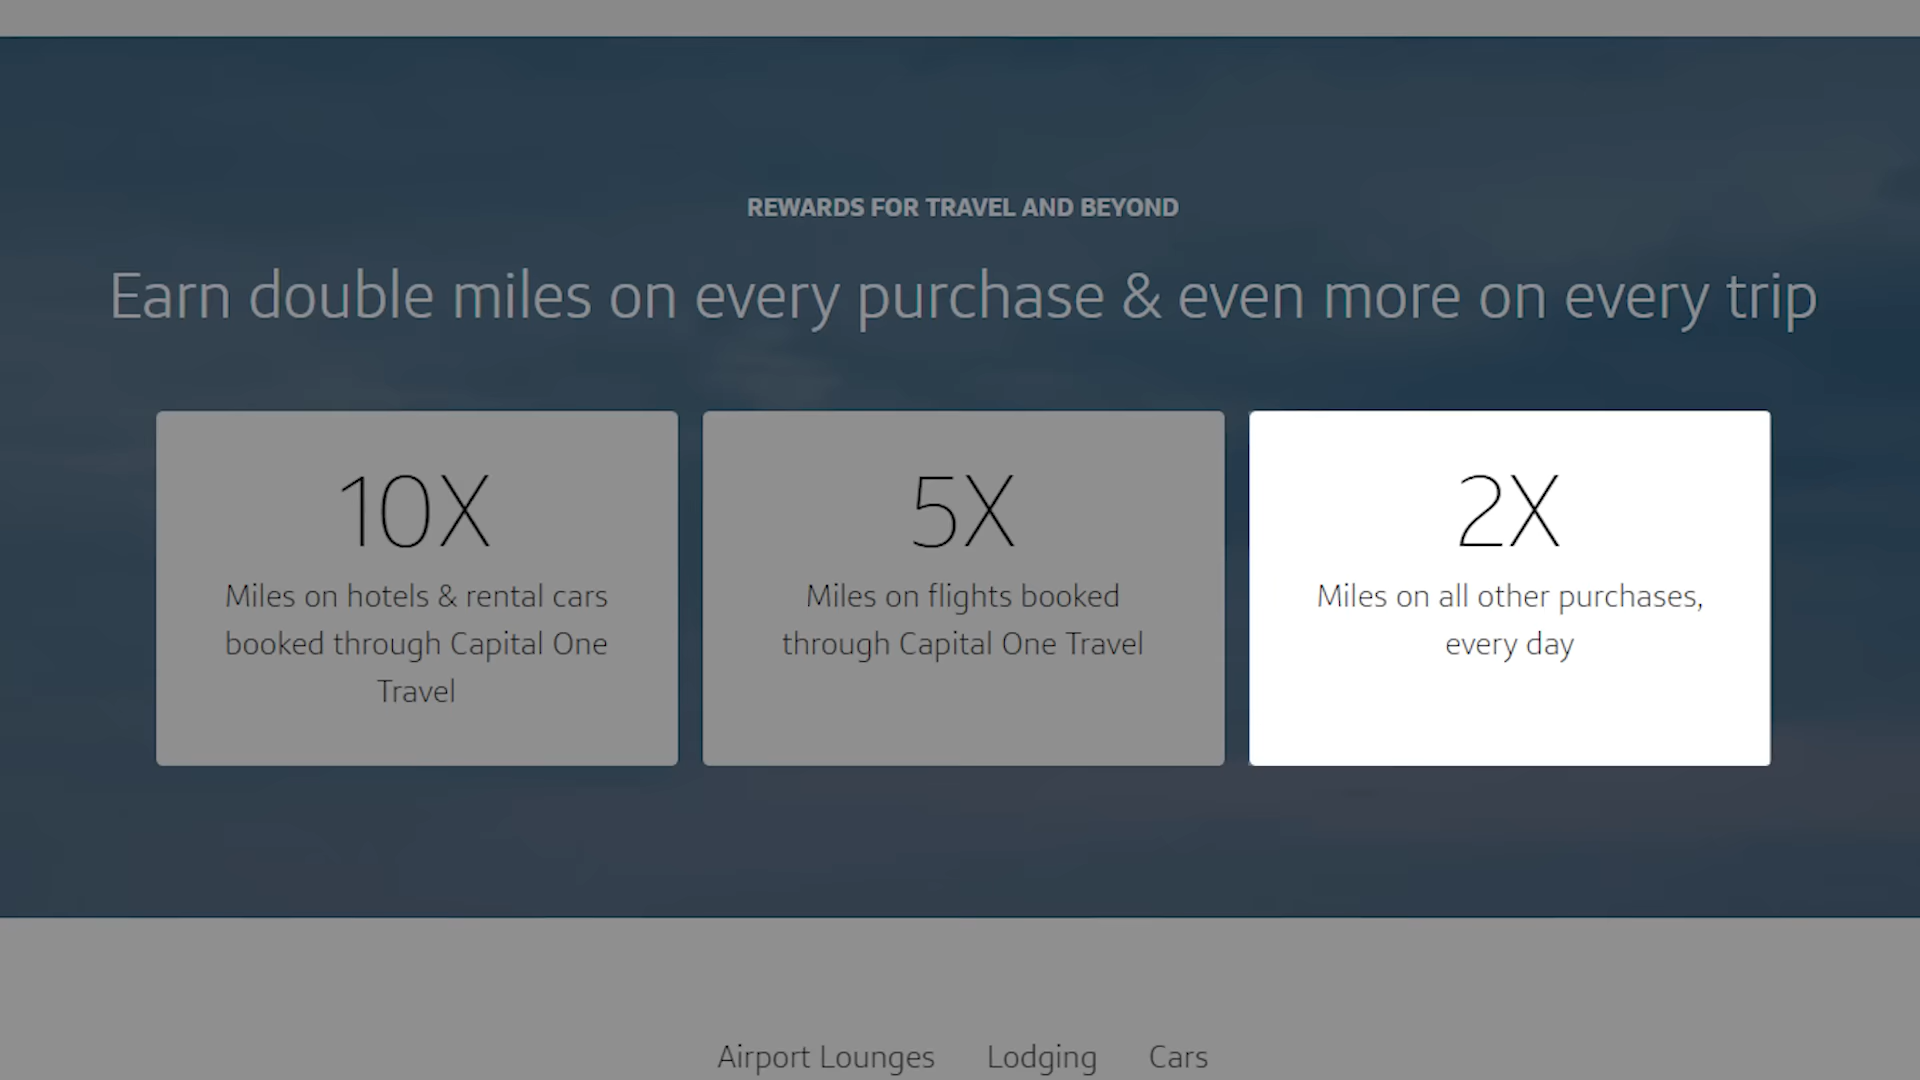 REWARDS FOR TRAVEL AND BEYOND
Earn double miles on every purchase & even more on every trip
10X
Miles on hotels & rental cars
booked through Capital One
Travel
5X
Miles on flights booked
through Capital One Travel
2X
Miles on all other purchases,
every day
Airport Lounges Lodging Cars